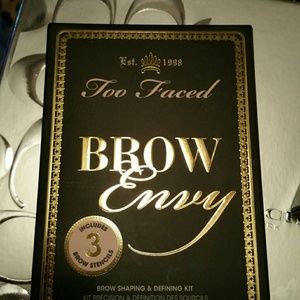 Est. 1998
Too Faced
BROW
Envy
INCLUDES
3
BROW STENCILS
BROW SHAPING & DEFINING KIT
KIT PRÉCISION & DÉFINITION DES SOURCILS